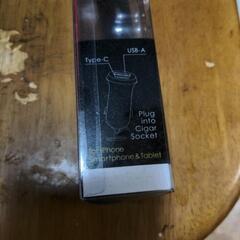 USB-A
Type-C
Plug
into
Cigar
Socket
for iPhone
Smartphone & Tablet